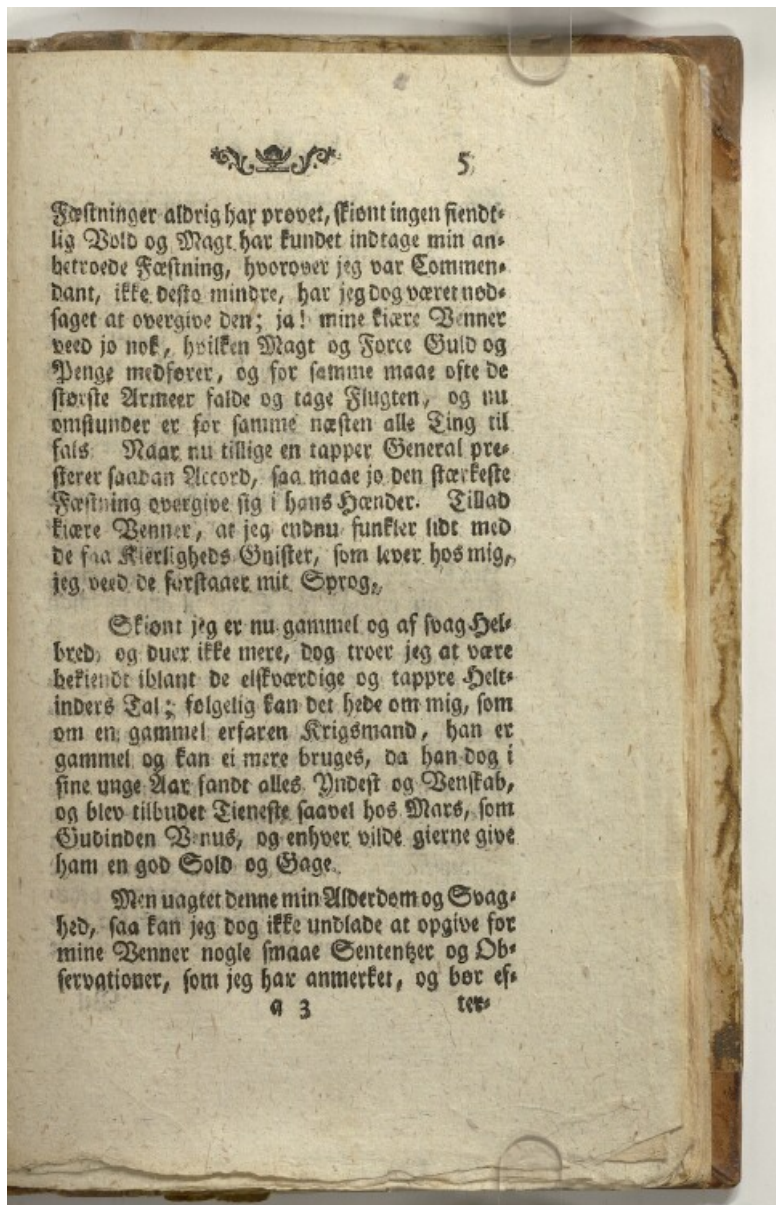 5
Fæstninger aldrig har prøvet, skiønt ingen fiendt-
lig Vold og Magt har kundet indtage min an-
betroede Fæstning, hvorover jeg var Commen-
dant, ikke desto mindre, har jeg dog været nød-
saget at overgive den; ja! mine kiære Venner
veed jo nok, hvilken Magt og Force Guld og
Penge medfører, og for samme maae ofte de
største Armeer falde og tage Flugten, og nu
omstunder er for samme næsten alle Ting til
fals. Naar nu tillige en tapper General præ-
sterer saadan Accord, saa maae jo den stærkeste
Fæstning overgive sig i hans Hænder. Tillad
kiære Venner, at jeg endnu funkler lidt med
de faa Kierligheds Gnister, som lever hos mig,
jeg veed de forstaaer mit Sprog.
Skiønt jeg er nu gammel og af svag Hel-
bred, og duer ikke mere, dog troer jeg at være
bekiendt iblant de elskværdige og tappre Helt-
inders Tal; følgelig kan det hede om mig, som
om en gammel erfaren Krigsmand, han er
gammel og kan ei mere bruges, da han dog i
sine unge Aar fandt alles Yndest og Venskab,
og blev tilbudet Tieneste saavel hos Mars, som
Gudinden Venus, og enhver vilde gierne give
ham en god Sold og Gage.
Men uagtet denne min Alderdom og Svag-
hed, saa kan jeg dog ikke undlade at opgive for
mine Venner nogle smaae Sententzer og Ob-
servationer, som jeg har anmerket, og bør ef-
a 3 ter-